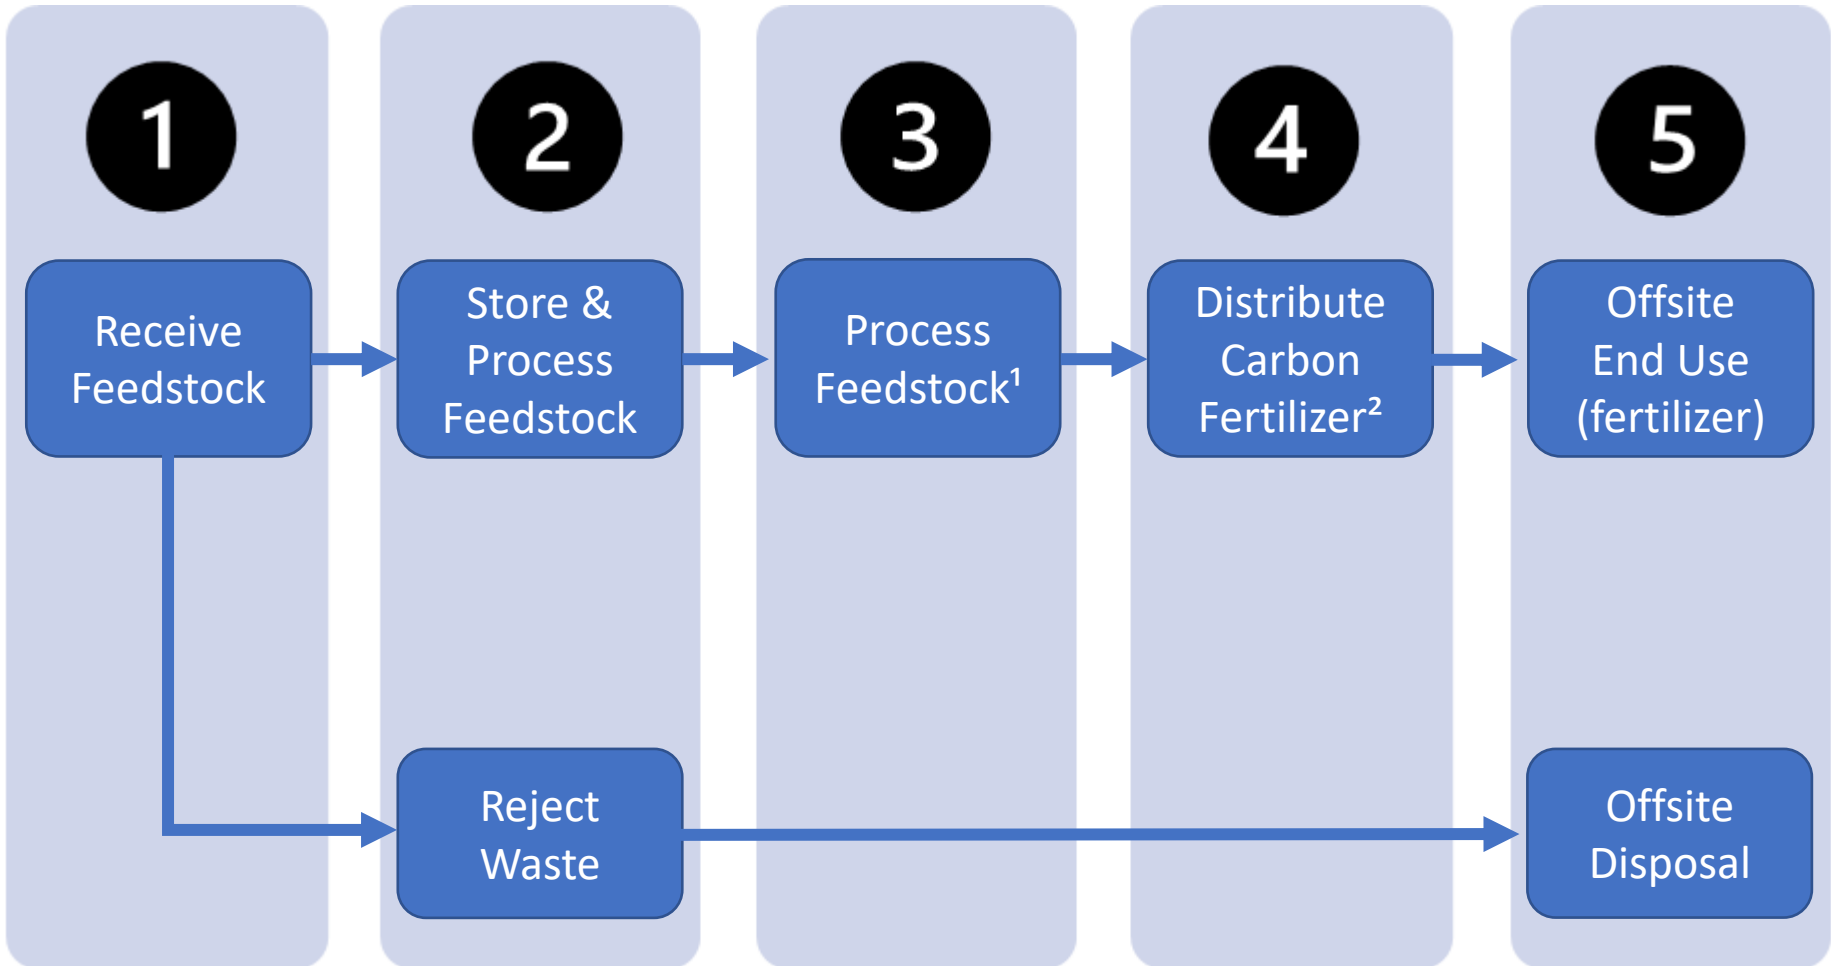 1
2
3
4
5
Receive
Feedstock
Store &
Process
Feedstock
Process
Feedstock¹
Distribute
Carbon
Fertilizer²
Offsite
End Use
(fertilizer)
Reject
Waste
Offsite
Disposal